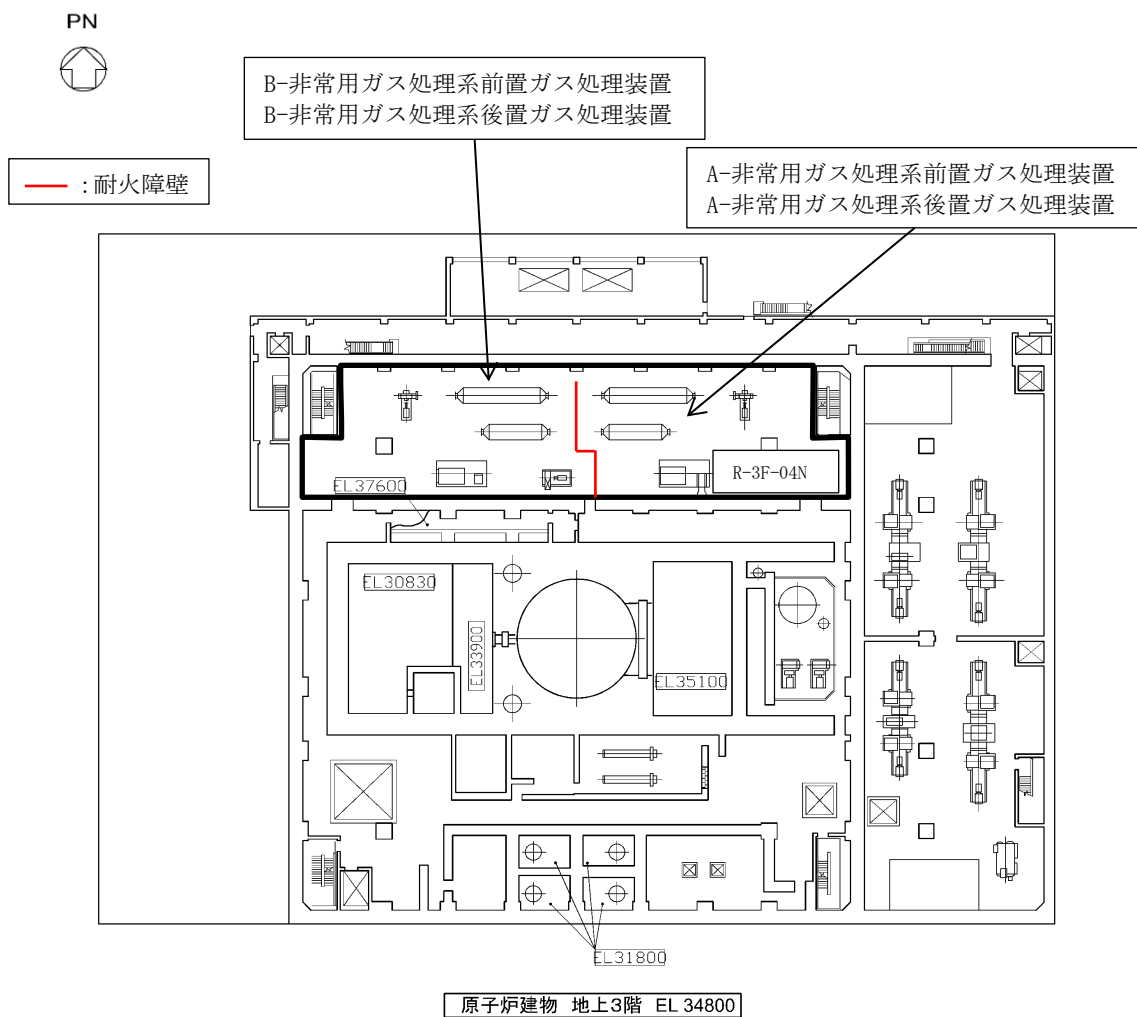 PN
B-非常用ガス処理系前置ガス処理装置
B-非常用ガス処理系後置ガス処理装置
A-非常用ガス処理系前置ガス処理装置
A-非常用ガス処理系後置ガス処理装置
:耐火障壁
R-3F-04N
EL37600
EL30830
EL33900
EL35100
EL31800
原子炉建物 地上3階 EL 34800